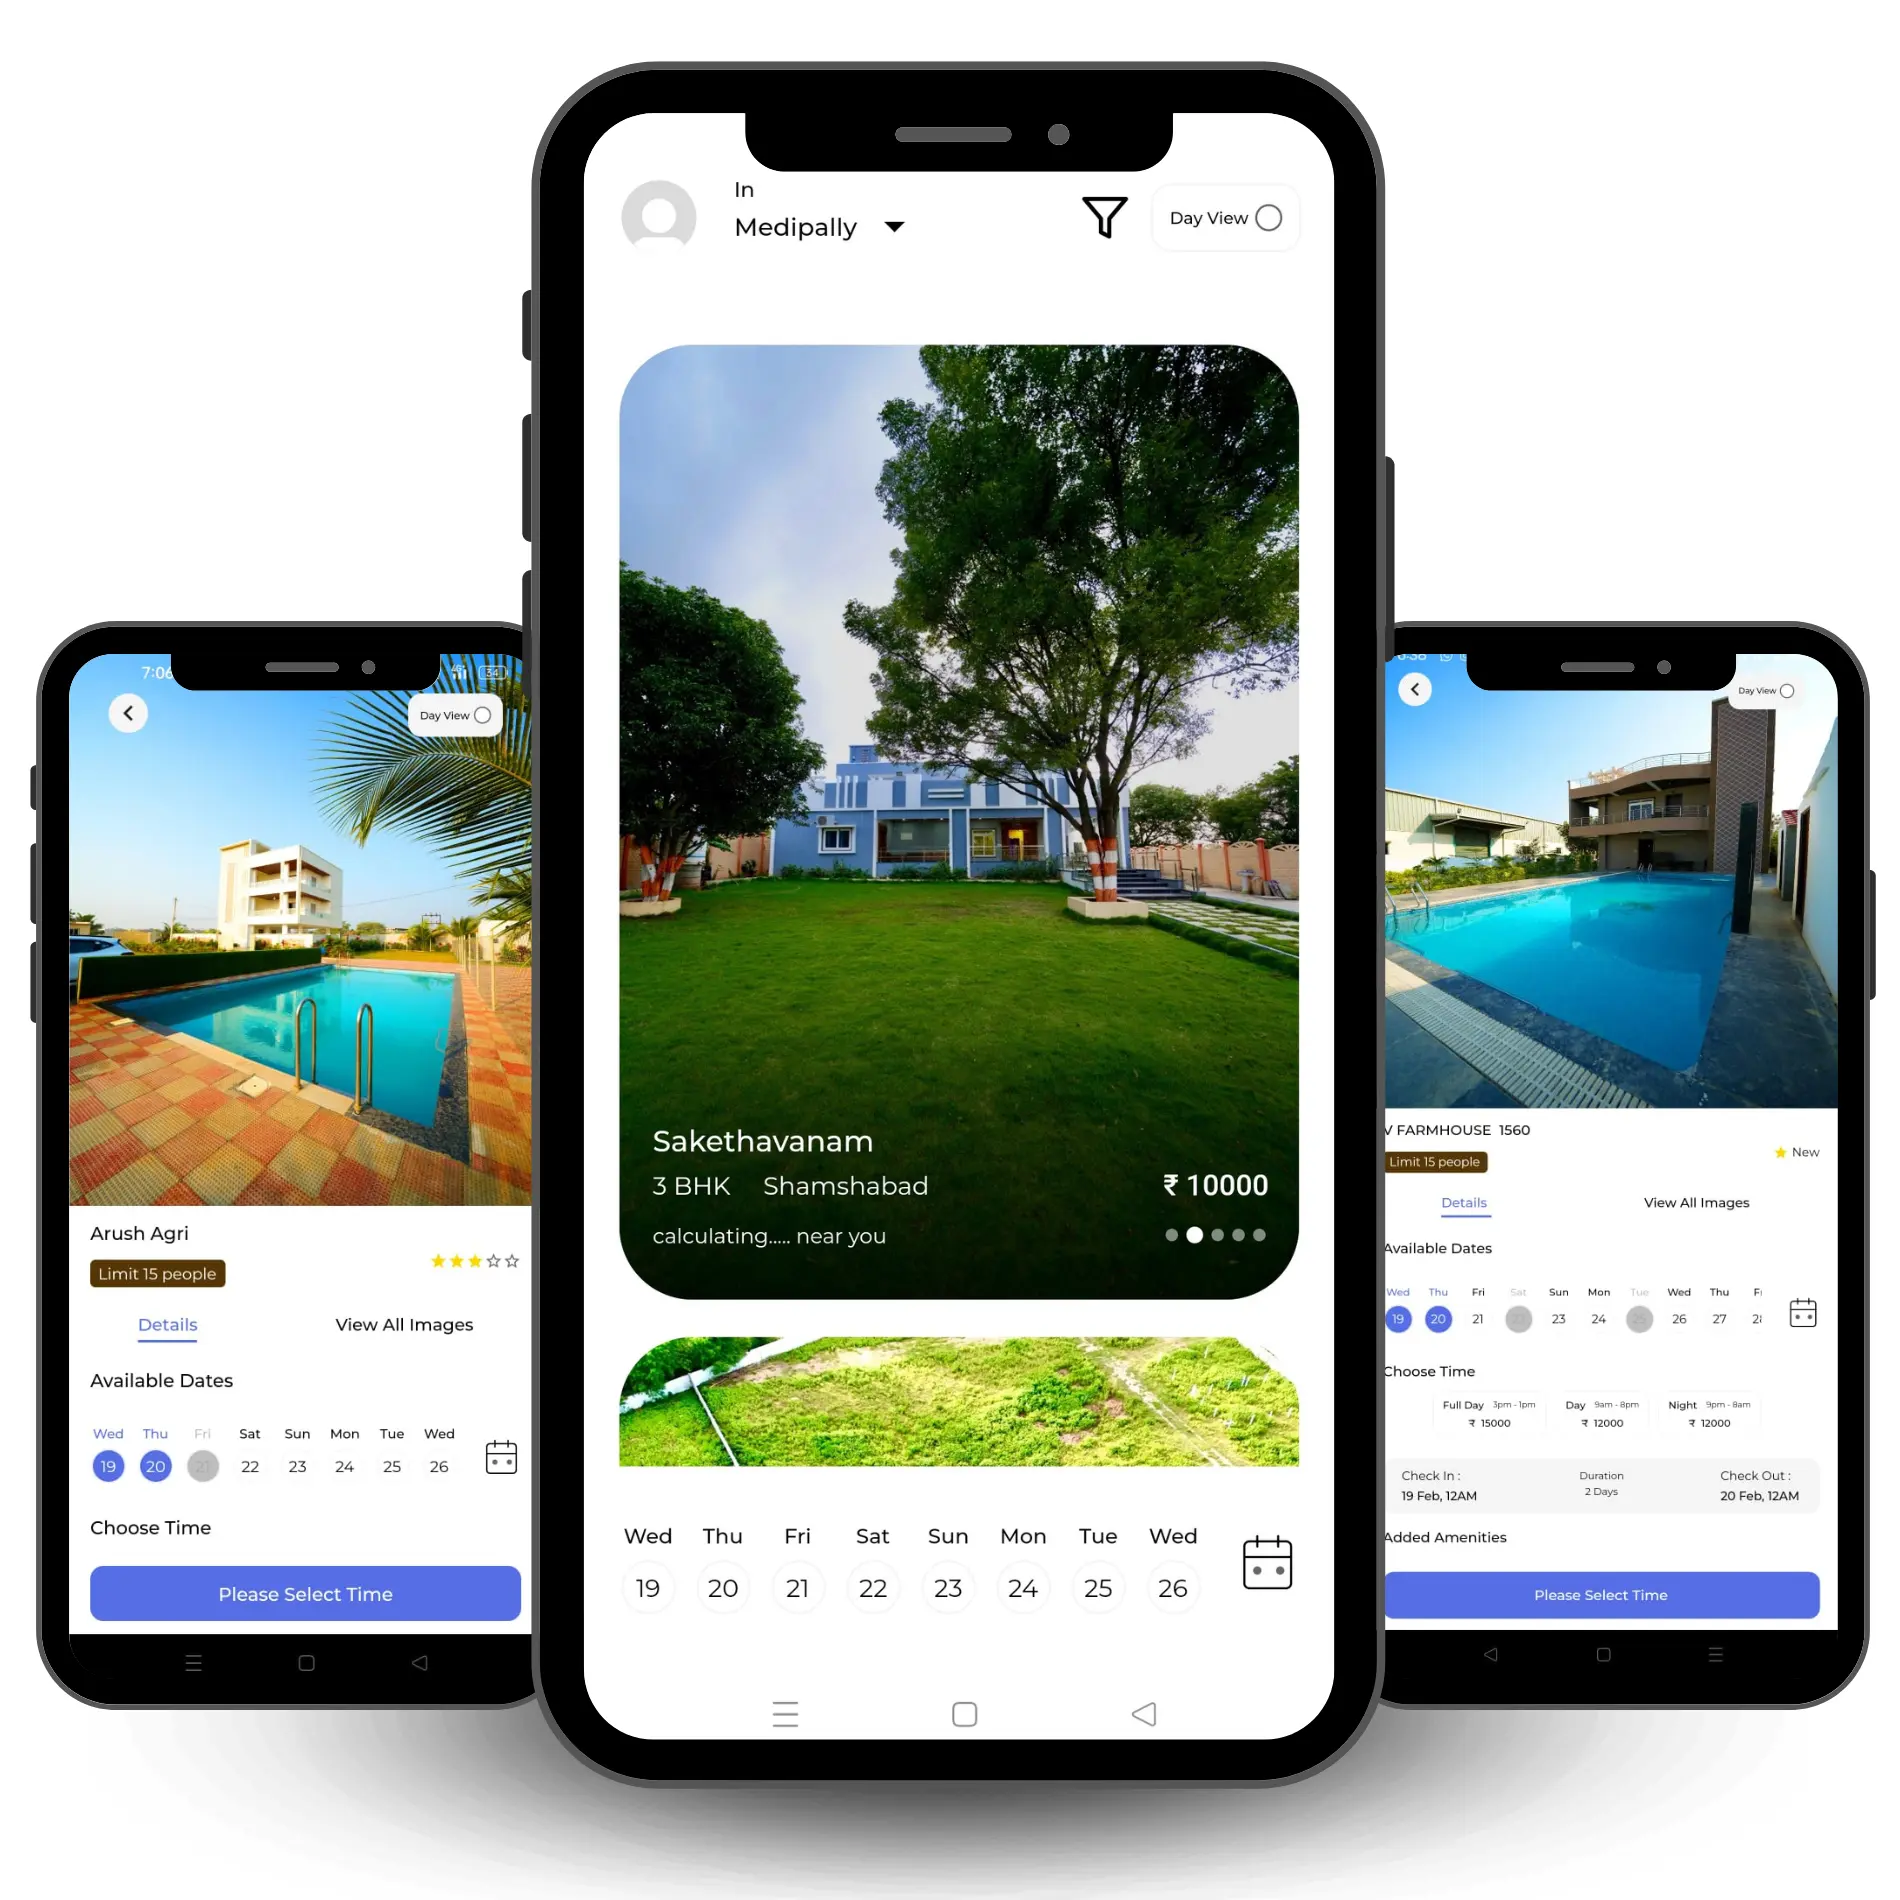 In
Medipally
Day View
Sakethavanam
3 BHK Shamshabad
₹ 10000
calculating..... near you
Wed Thu Fri Sat Sun Mon Tue Wed
19 20 21 22 23 24 25 26
7:06
4G
34
Day View
Arush Agri
Limit 15 people
Details View All Images
Available Dates
Wed Thu Fri Sat Sun Mon Tue Wed
19 20 21 22 23 24 25 26
Choose Time
Please Select Time
6:38
Day View
V FARMHOUSE 1560
Limit 15 people
New
Details View All Images
Available Dates
Wed Thu Fri Sat Sun Mon Tue Wed Thu
19 20 21 23 24 26 27
Choose Time
Full Day 3pm - 1pm
₹ 15000
Day 9am - 8pm
₹ 12000
Night 9pm - 8am
₹ 12000
Check In :
19 Feb, 12AM
Duration
2 Days
Check Out :
20 Feb, 12AM
Added Amenities
Please Select Time